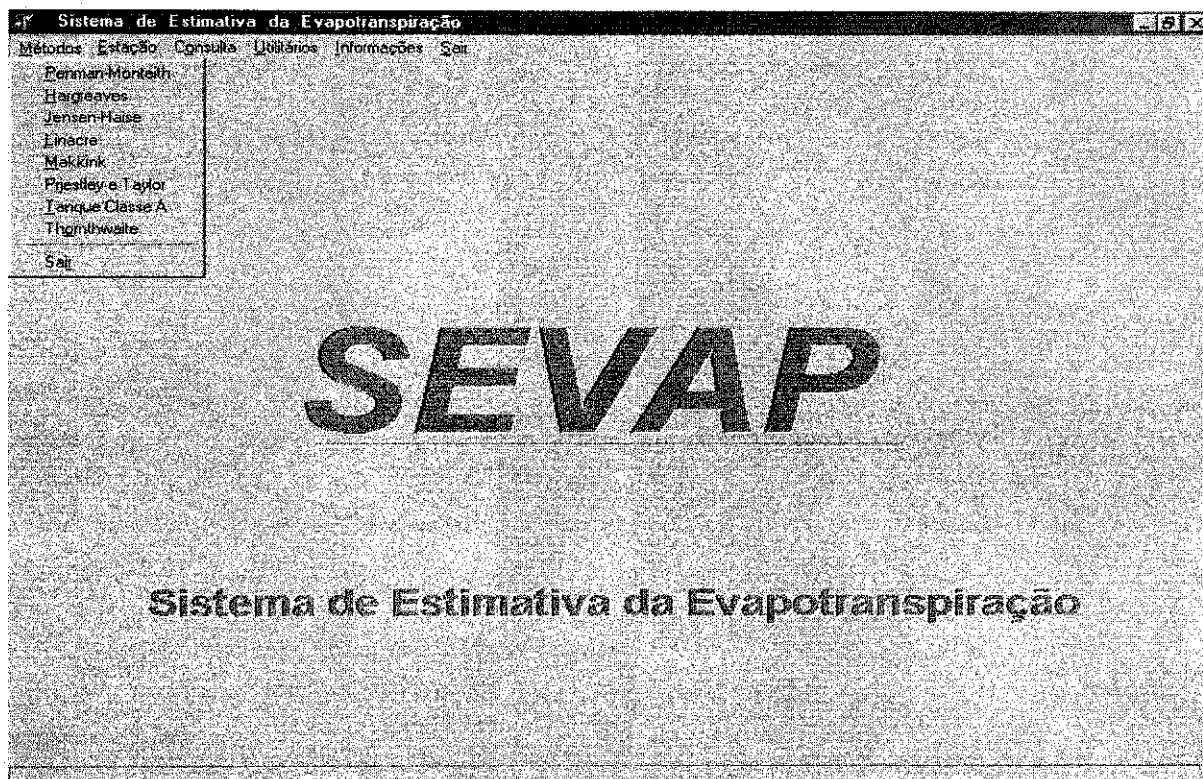 Sistema de Estimativa da Evapotranspiração
Métodos Estação Consulta Utilitários Informações Sair
Penman-Monteith
Hargreaves
Jensen-Haise
Linacre
Makkink
Priestley e Taylor
Tanque Classe A
Thornthwaite
Sair
SEVAP
Sistema de Estimativa da Evapotranspiração